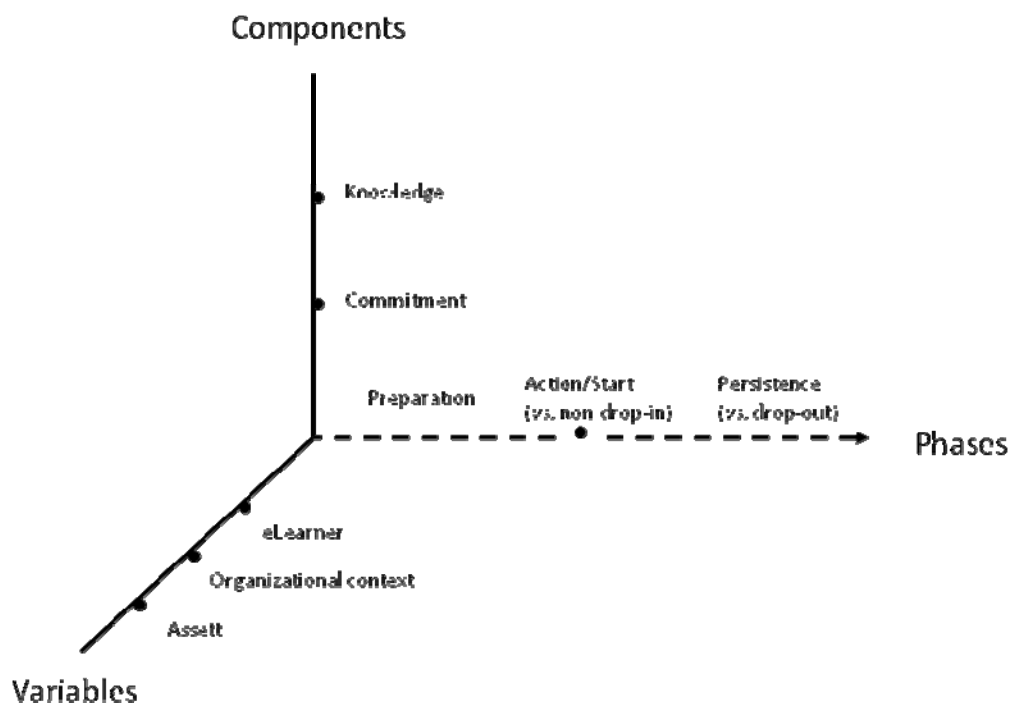 Components
Knowledge
Commitment
Preparation
Action/Start
(vs. non drop-in)
Persistence
(vs. drop-out)
Phases
eLearner
Organizational context
Assett
Variables